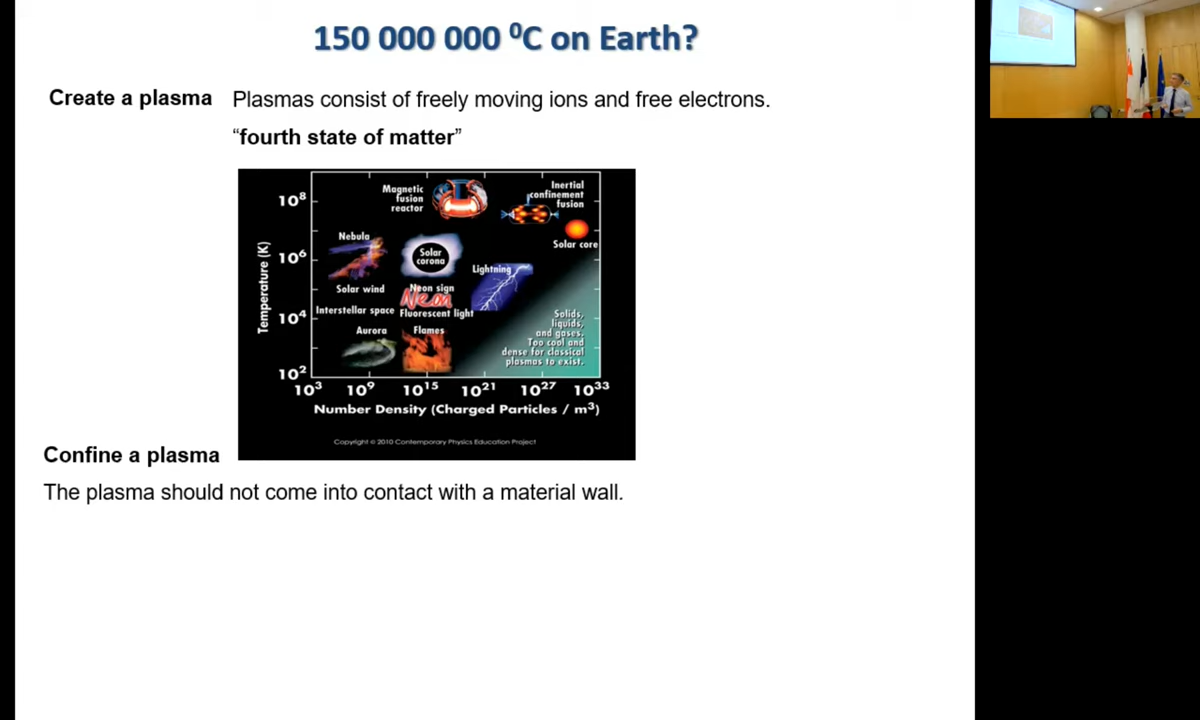 150 000 000 ⁰C on Earth?
Create a plasma Plasmas consist of freely moving ions and free electrons.
“fourth state of matter”
Temperature (K)
10⁸
10⁶
10⁴
10²
Magnetic
fusion
reactor
Inertial
confinement
fusion
Solar core
Nebula
Solar
corona
Lightning
Solar wind
Neon sign
Neon
Interstellar space
Fluorescent light
Aurora
Flames
Solids,
liquids,
and gases.
Too cool and
dense for classical
plasmas to exist.
10³ 10⁹ 10¹⁵ 10²¹ 10²⁷ 10³³
Number Density (Charged Particles / m³)
Copyright © 2010 Contemporary Physics Education Project
Confine a plasma
The plasma should not come into contact with a material wall.